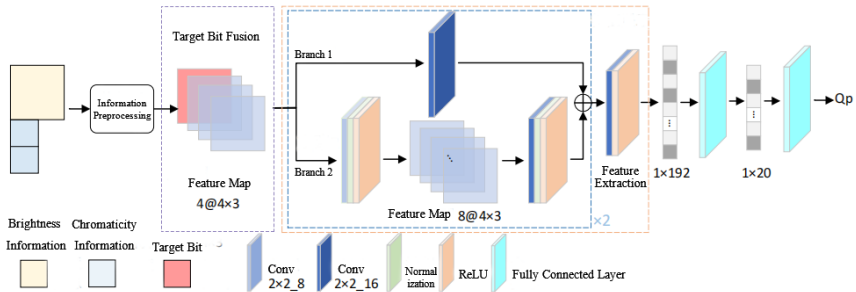 Target Bit Fusion
Branch 1
Qp
Information
Preprocessing
Branch 2
Feature Map
4@4×3
Feature Map 8@4×3
Feature
Extraction
1×192
1×20
×2
Brightness
Information
Chromaticity
Information
Target Bit
Conv
2×2_8
Conv
2×2_16
Normal
ization
ReLU
Fully Connected Layer